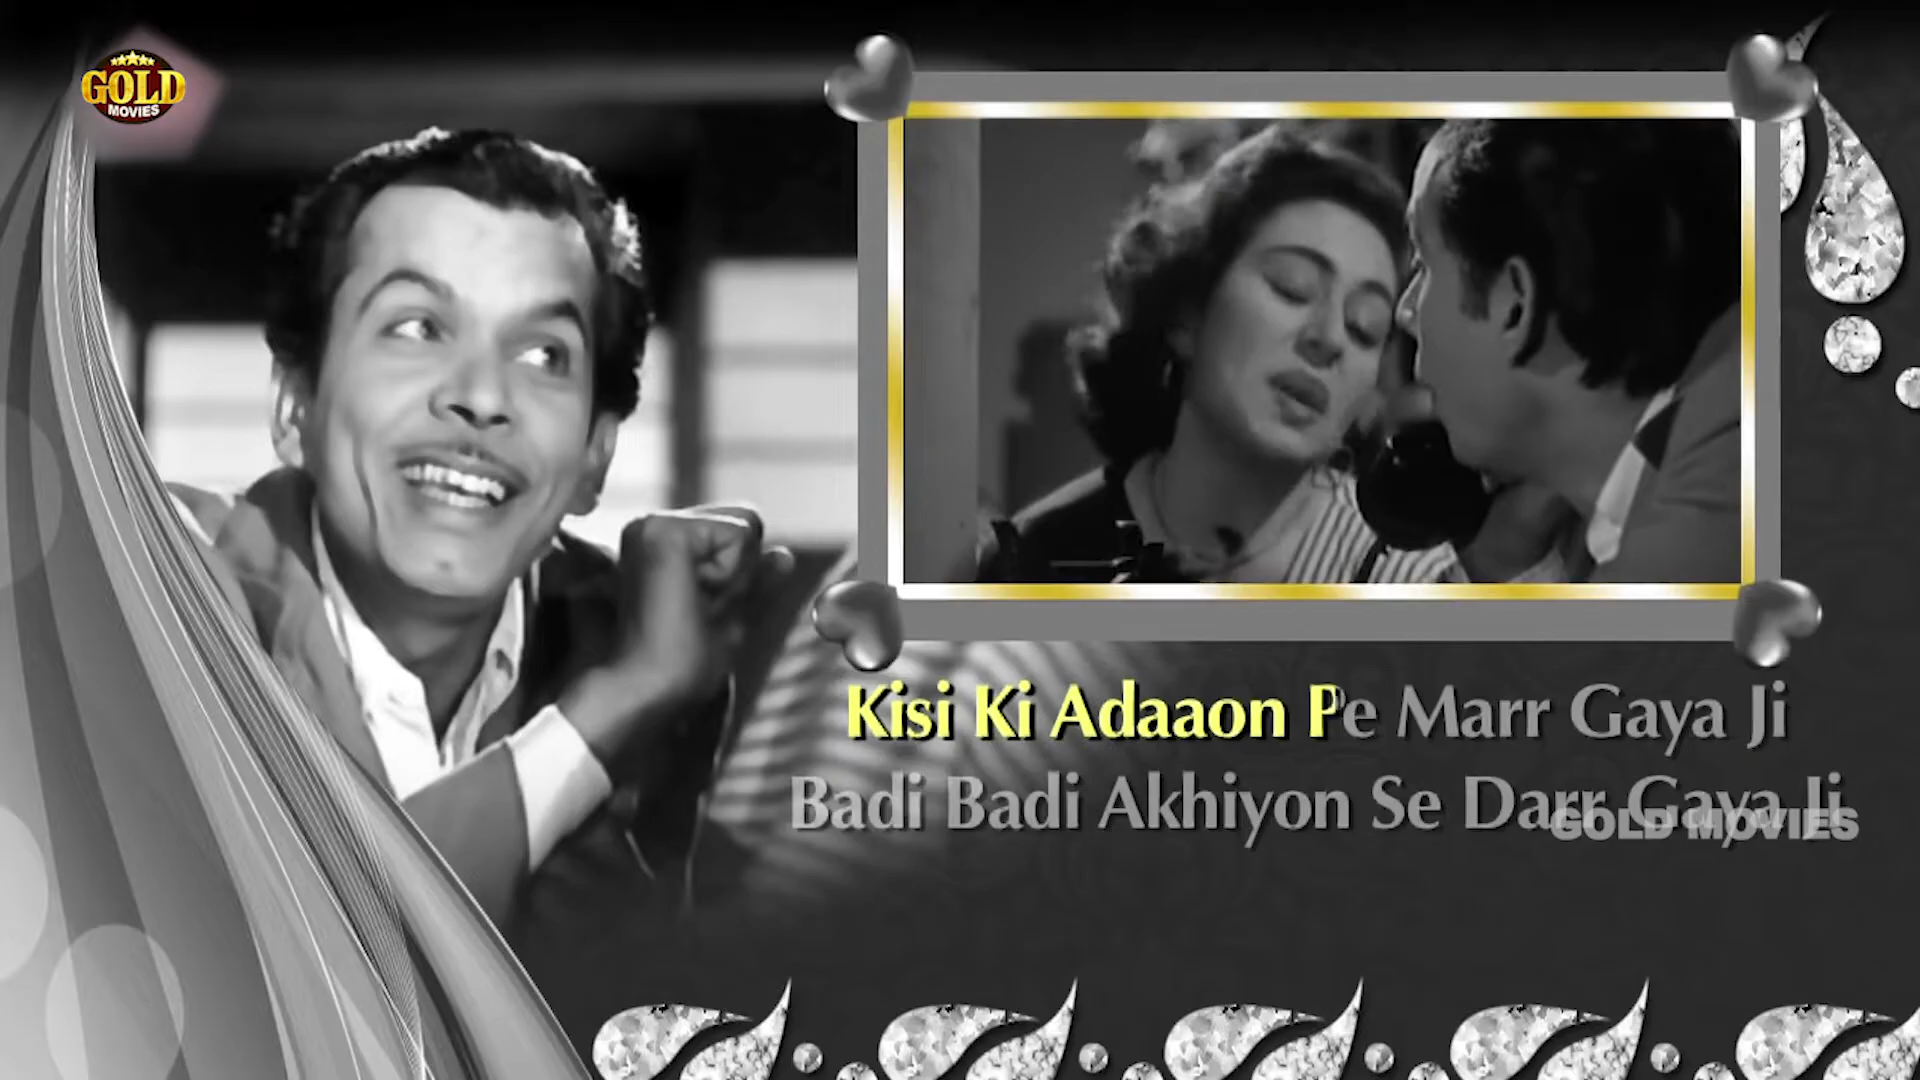 GOLD
MOVIES
Kisi Ki Adaaon Pe Marr Gaya Ji
Badi Badi Akhiyon Se Darr Gaya Ji
GOLD MOVIES